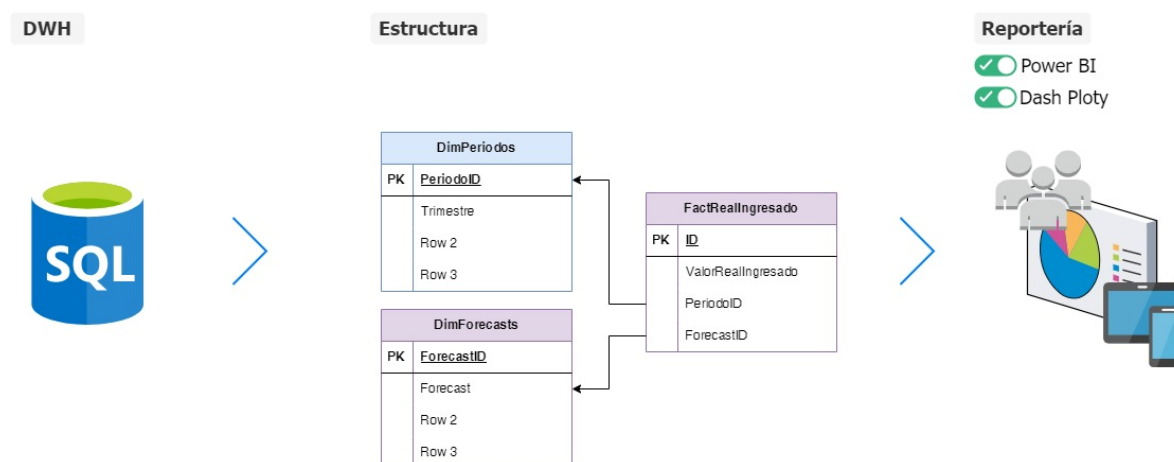 DWH
Estructura
Reportería
Power BI
Dash Ploty
SQL
DimPeriodos
PK PeriodoID
Trimestre
Row 2
Row 3
DimForecasts
PK ForecastID
Forecast
Row 2
Row 3
FactRealIngresado
PK ID
ValorRealIngresado
PeriodoID
ForecastID